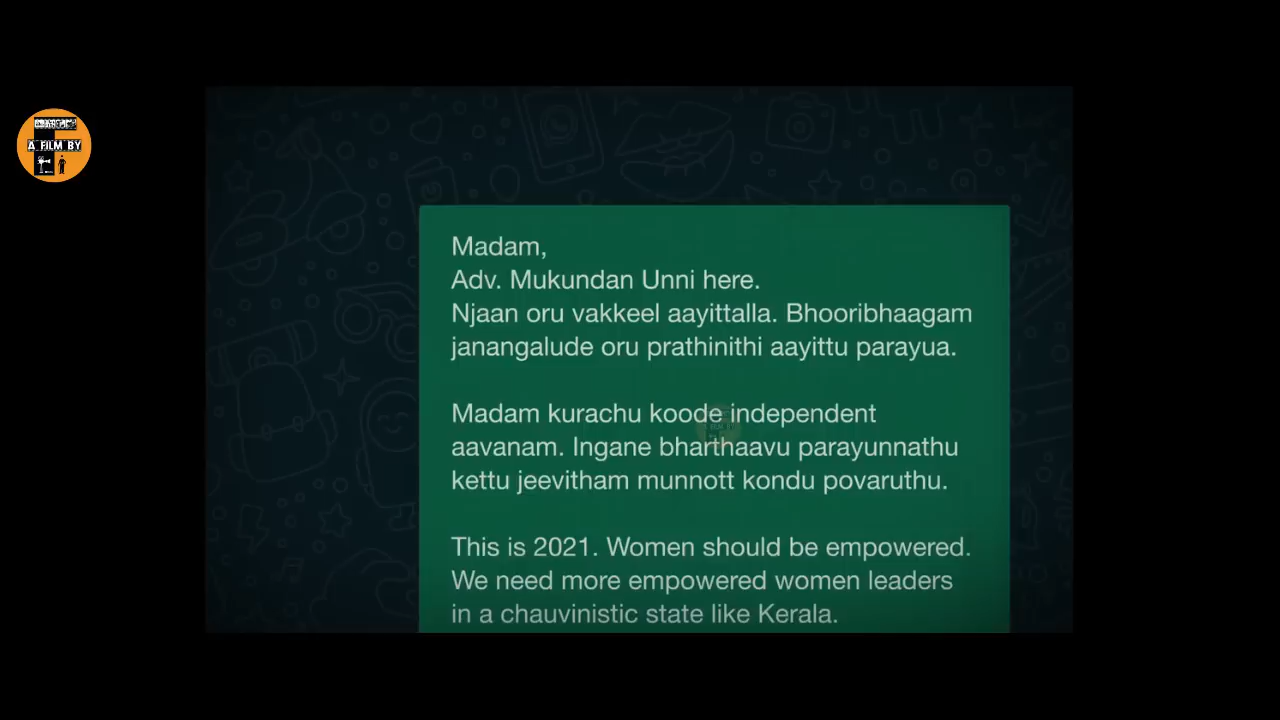 A FILM BY
Madam,
Adv. Mukundan Unni here.
Njaan oru vakkeel aayittalla. Bhooribhaagam
janangalude oru prathinithi aayittu parayua.
Madam kurachu koode independent
aavanam. Ingane bharthaavu parayunnathu
kettu jeevitham munnott kondu povaruthu.
This is 2021. Women should be empowered.
We need more empowered women leaders
in a chauvinistic state like Kerala.